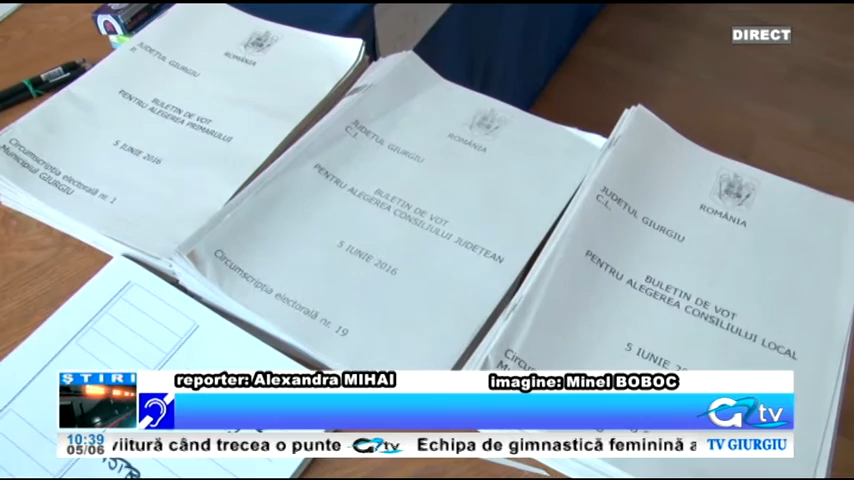 DIRECT
ROMÂNIA
JUDEȚUL GIURGIU
BULETIN DE VOT
PENTRU ALEGEREA PRIMARULUI
5 IUNIE 2016
Circumscripția electorală nr. 1
Municipiul GIURGIU
ROMÂNIA
JUDEȚUL GIURGIU
C.L.
BULETIN DE VOT
PENTRU ALEGEREA CONSILIULUI JUDEȚEAN
5 IUNIE 2016
Circumscripția electorală nr. 19
ROMÂNIA
JUDEȚUL GIURGIU
C.L.
BULETIN DE VOT
PENTRU ALEGEREA CONSILIULUI LOCAL
5 IUNIE
ȘTIRI
reporter: Alexandra MIHAI
imagine: Minel BOBOC
G tv
10:39
05/06
viitură când trecea o punte G tv Echipa de gimnastică feminină a
TV GIURGIU